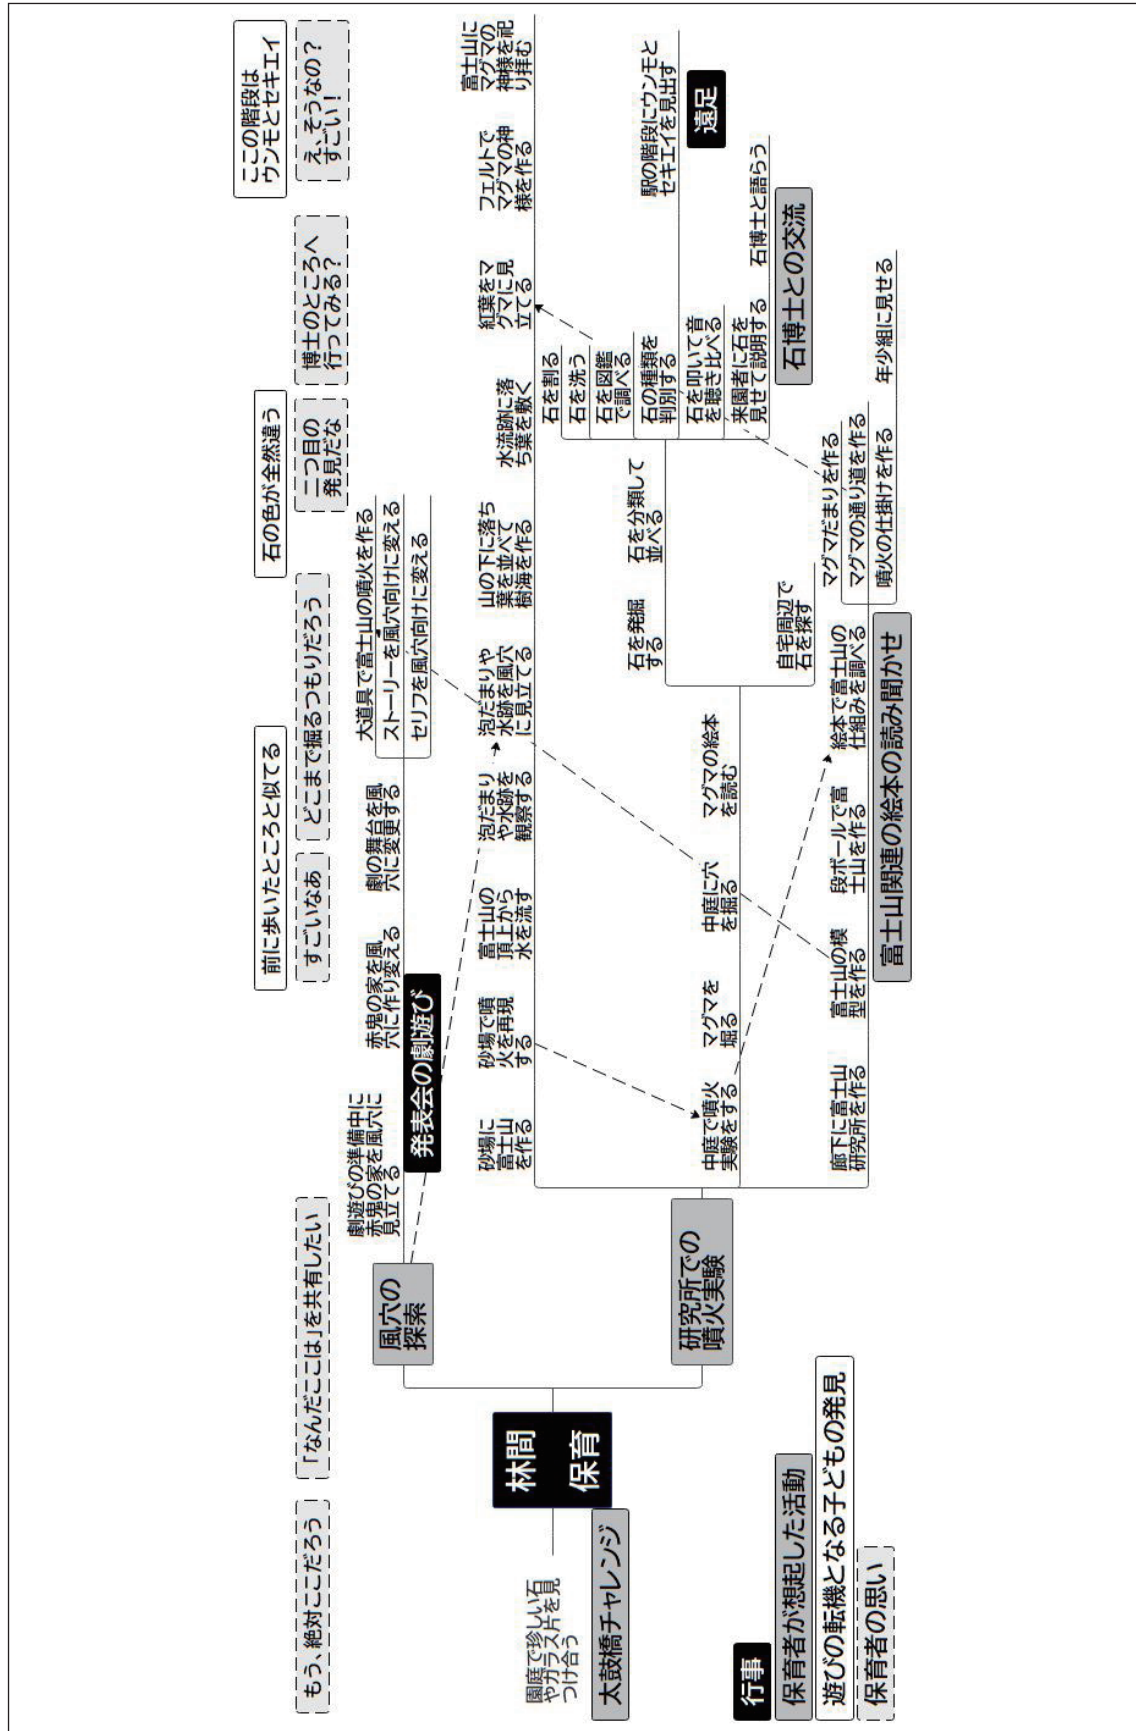 もう、絶対ここだろう
「なんだここは」を共有したい
すごいなあ
どこまで掘るつもりだろう
二つ目の
発見だな
博士のところへ
行ってみる？
え、そうなの？
すごい！
前に歩いたところと似てる
石の色が全然違う
ここの階段は
ウンモとセキエイ
園庭で珍しい石
やガラス片を見
つけ合う
太鼓橋チャレンジ
林間
保育
風穴の
探索
劇遊びの準備中に
赤鬼の家を風穴に
見立てる
発表会の劇遊び
赤鬼の家を風
穴に作り変える
劇の舞台を風
穴に変更する
大道具で富士山の噴火を作る
ストーリーを風穴向けに変える
セリフを風穴向けに変える
研究所での
噴火実験
砂場に
富士山
を作る
砂場で噴
火を再現
する
富士山の
頂上から
水を流す
泡だまり
や水跡を
観察する
泡だまりや
水跡を風穴
に見立てる
山の下に落ち
葉を並べて
樹海を作る
水流跡に落
ち葉を敷く
紅葉をマ
グマに見
立てる
フェルトで
マグマの神
様を作る
富士山に
マグマの
神様を祀
り拝む
中庭で噴火
実験をする
マグマを
掘る
中庭に穴
を掘る
マグマの絵本
を読む
石を発掘
する
石を分類して
並べる
石を割る
石を洗う
石を図鑑
で調べる
石の種類を
判別する
石を叩いて音
を聴き比べる
来園者に石を
見せて説明する
駅の階段にウンモと
セキエイを見出す
遠足
石博士と語らう
石博士との交流
自宅周辺で
石を探す
廊下に富士山
研究所を作る
富士山の模
型を作る
段ボールで富
士山を作る
絵本で富士山の
仕組みを調べる
富士山関連の絵本の読み聞かせ
マグマだまりを作る
マグマの通り道を作る
噴火の仕掛けを作る
年少組に見せる
行事
保育者が想起した活動
遊びの転機となる子どもの発見
保育者の思い